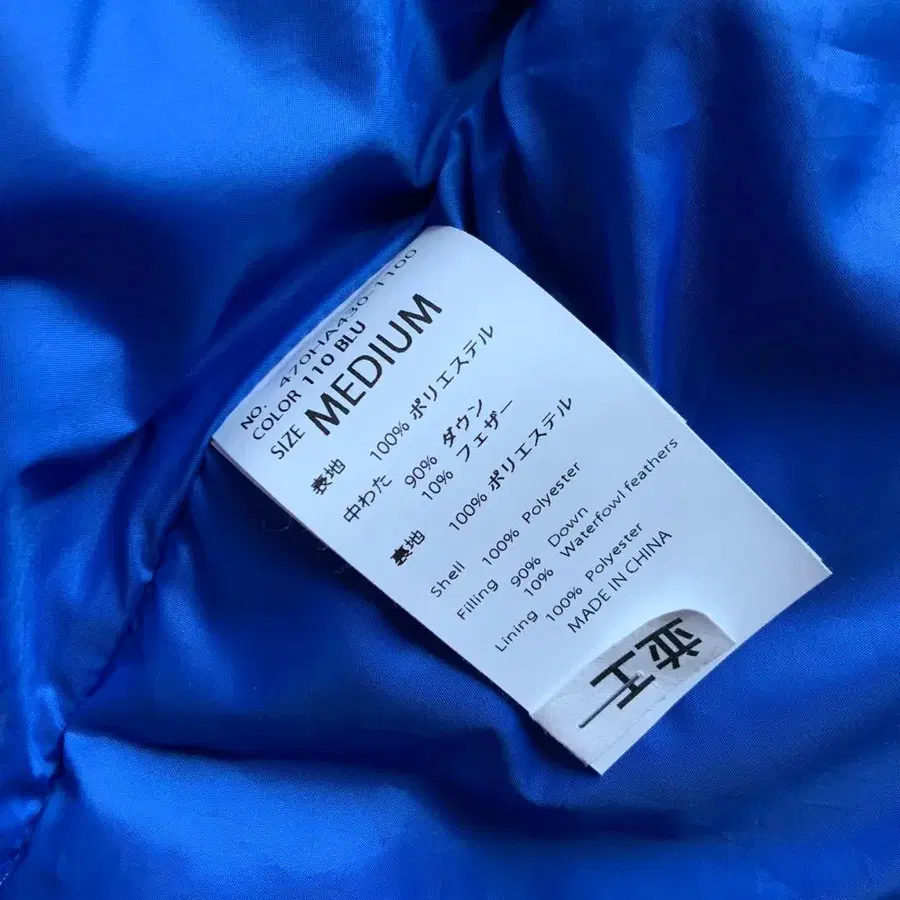 NO. 470HA430-1100
COLOR 110 BLU
SIZE MEDIUM
表地 100% ポリエステル
中わた 90% ダウン
10% フェザー
裏地 100% ポリエステル
Shell 100% Polyester
Filling 90% Down
10% Waterfowl feathers
Lining 100% Polyester
MADE IN CHINA